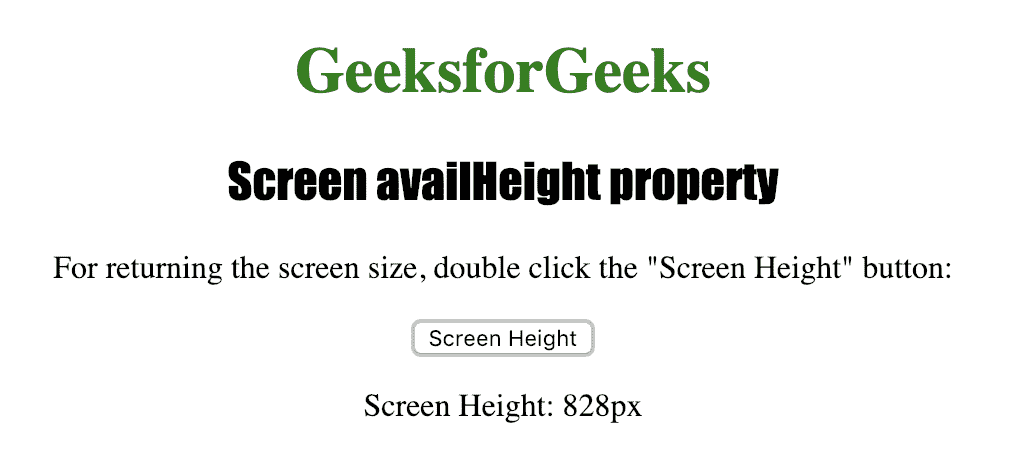 GeeksforGeeks
Screen availHeight property
For returning the screen size, double click the "Screen Height" button:
Screen Height
Screen Height: 828px